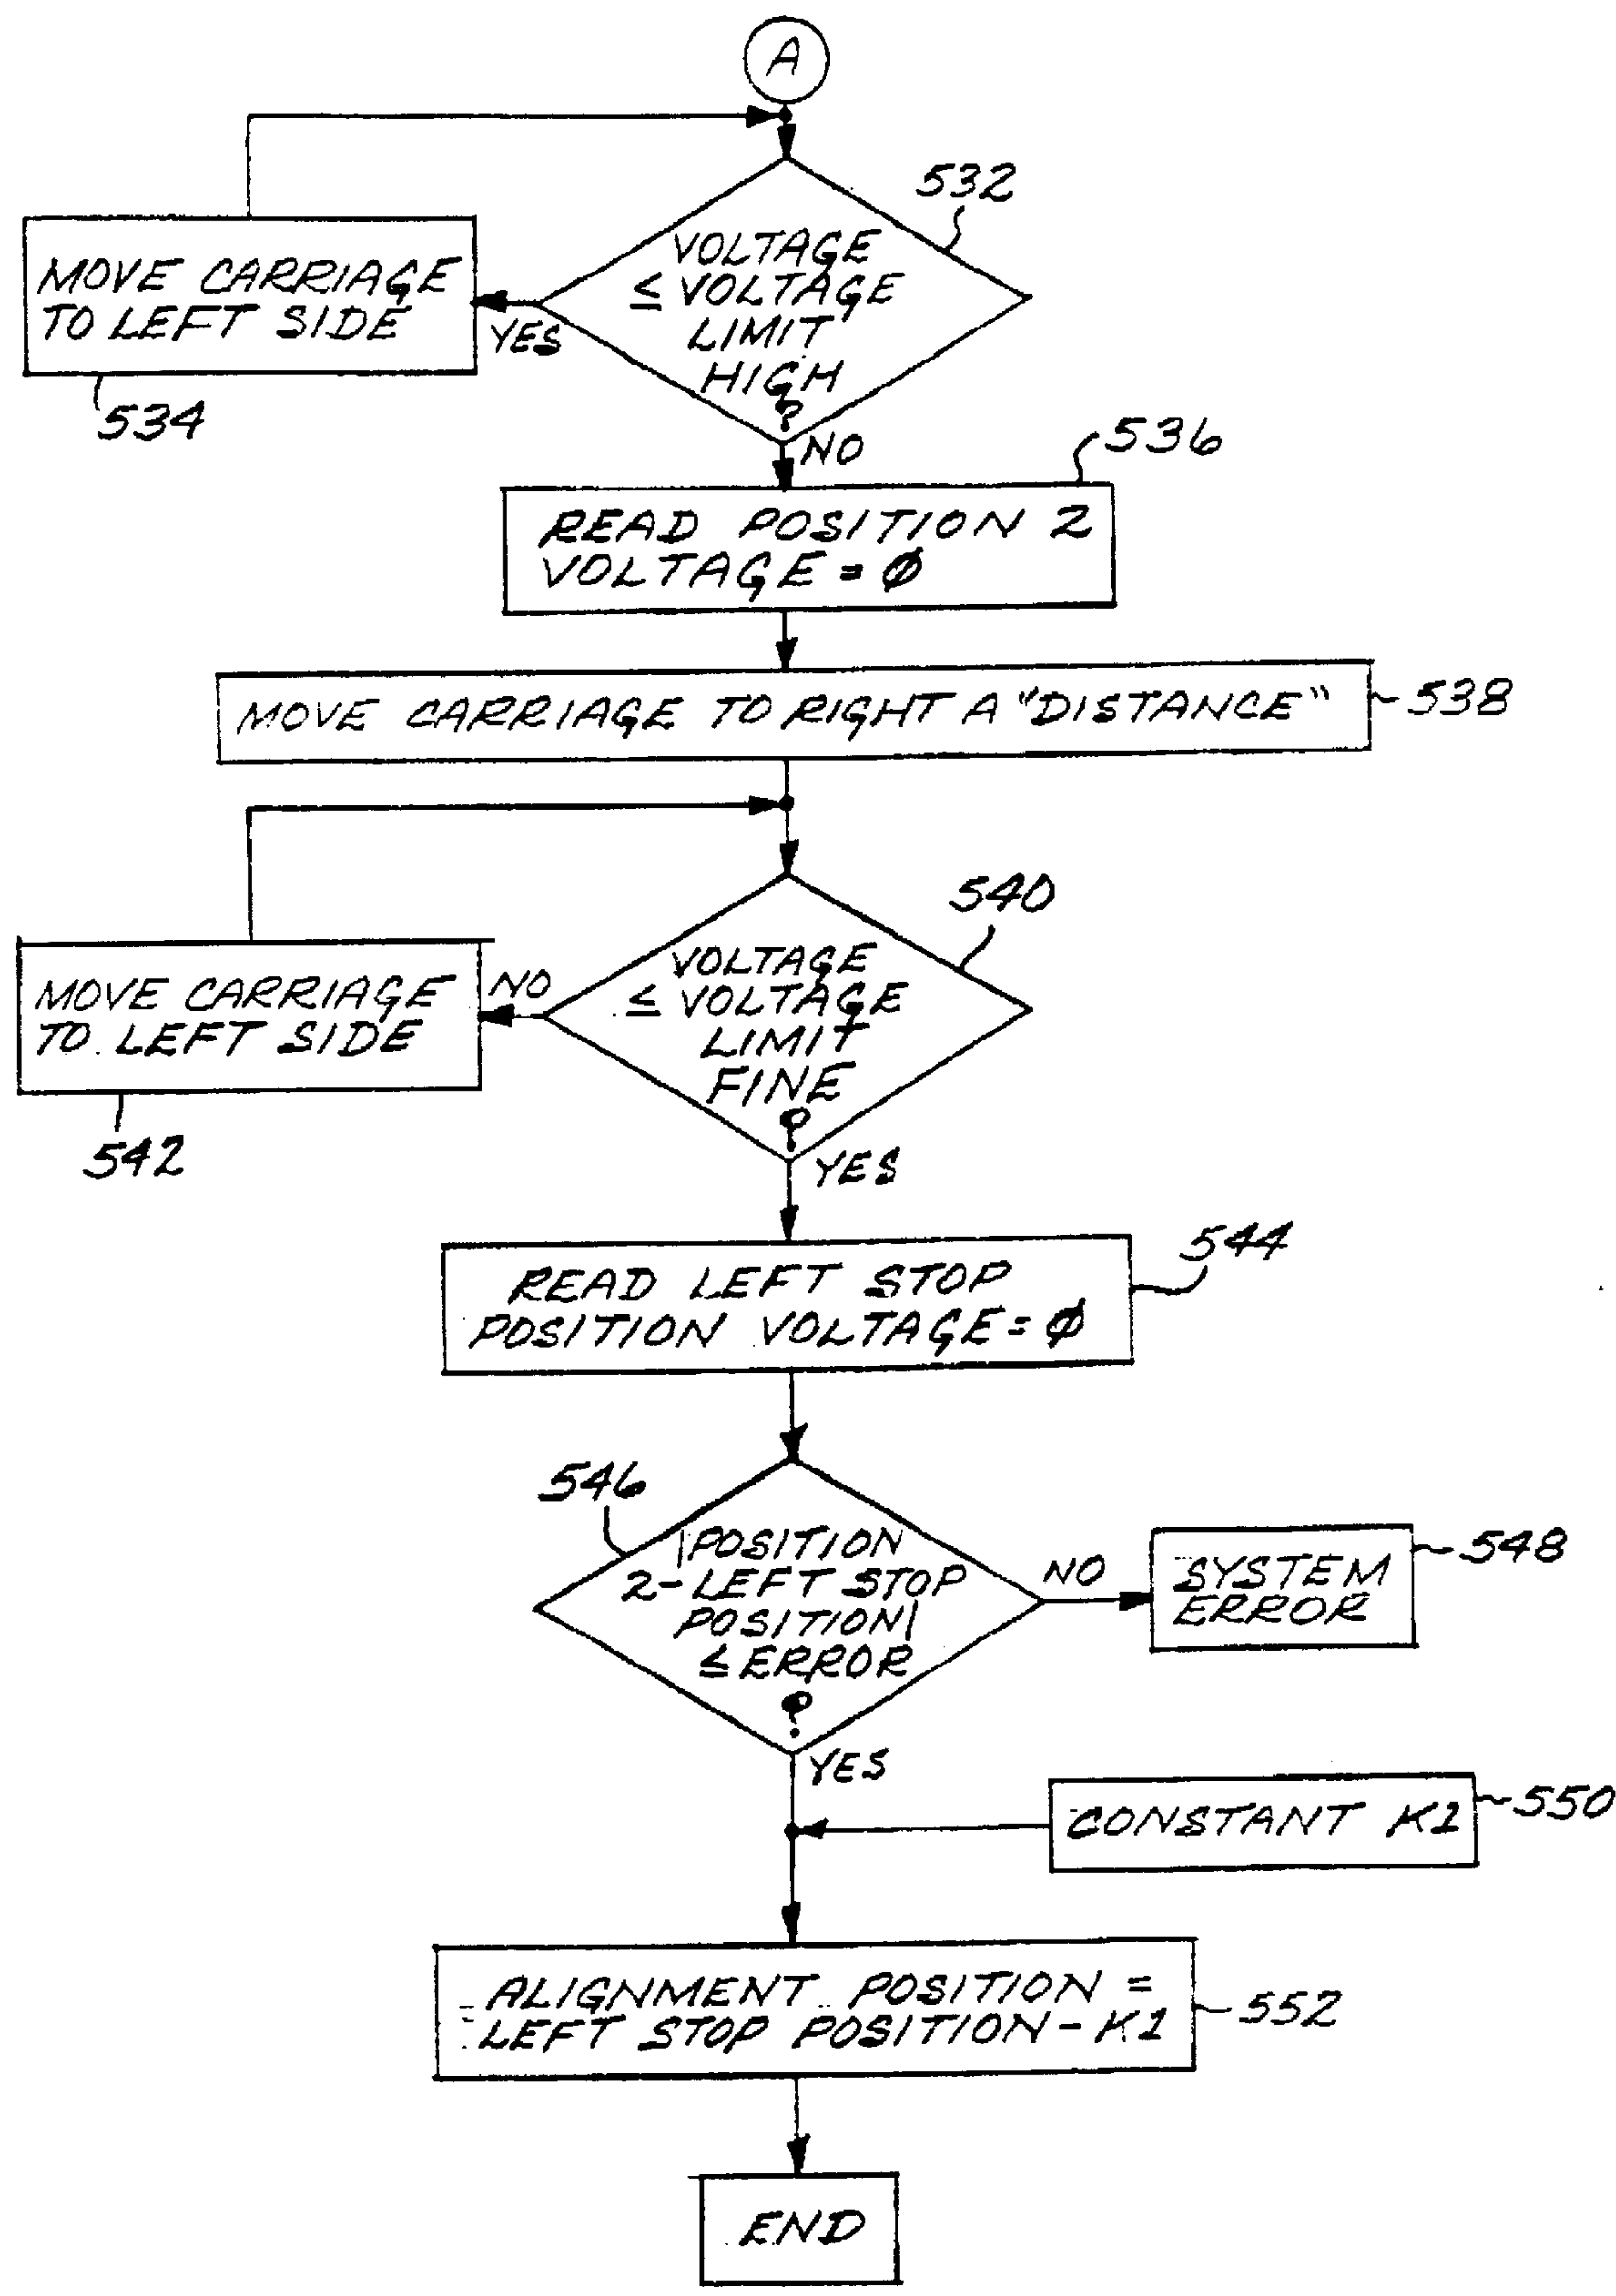 A
532
VOLTAGE
≤ VOLTAGE
LIMIT
HIGH
?
YES
MOVE CARRIAGE
TO LEFT SIDE
534
NO
536
READ POSITION 2
VOLTAGE = Ø
MOVE CARRIAGE TO RIGHT A "DISTANCE"
538
540
VOLTAGE
≤ VOLTAGE
LIMIT
FINE
?
NO
MOVE CARRIAGE
TO LEFT SIDE
542
YES
544
READ LEFT STOP
POSITION VOLTAGE = Ø
546
|POSITION
2-LEFT STOP
POSITION|
≤ ERROR
?
NO
SYSTEM
ERROR
548
YES
CONSTANT K1
550
ALIGNMENT POSITION =
LEFT STOP POSITION - K1
552
END